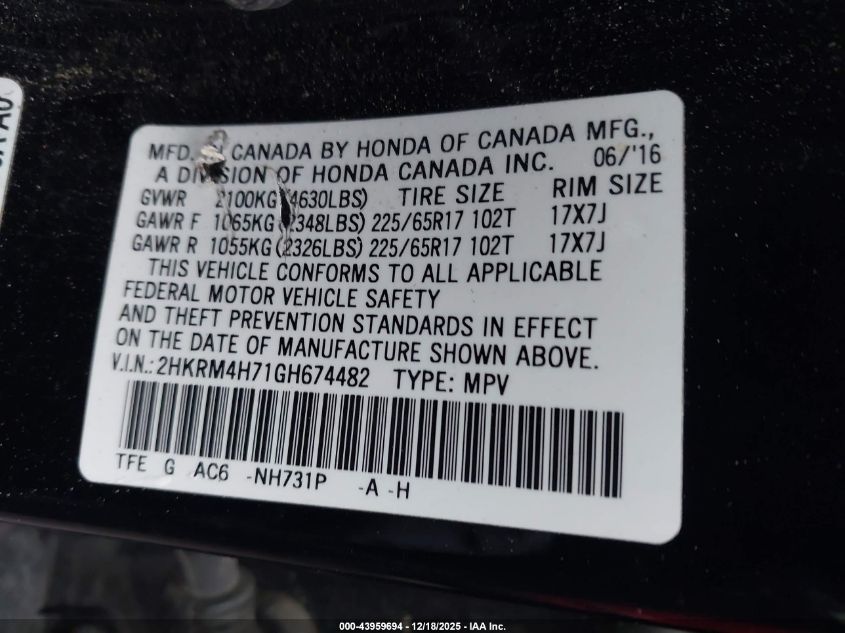 MFD. IN CANADA BY HONDA OF CANADA MFG.,
A DIVISION OF HONDA CANADA INC. 06/'16
GVWR 2100KG(4630LBS) TIRE SIZE RIM SIZE
GAWR F 1065KG(2348LBS) 225/65R17 102T 17X7J
GAWR R 1055KG(2326LBS) 225/65R17 102T 17X7J
THIS VEHICLE CONFORMS TO ALL APPLICABLE
FEDERAL MOTOR VEHICLE SAFETY
AND THEFT PREVENTION STANDARDS IN EFFECT
ON THE DATE OF MANUFACTURE SHOWN ABOVE.
V.I.N.: 2HKRM4H71GH674482 TYPE: MPV
TFE G AC6 -NH731P -A -H
000-43959694 | 12/18/2025 - IAA Inc.